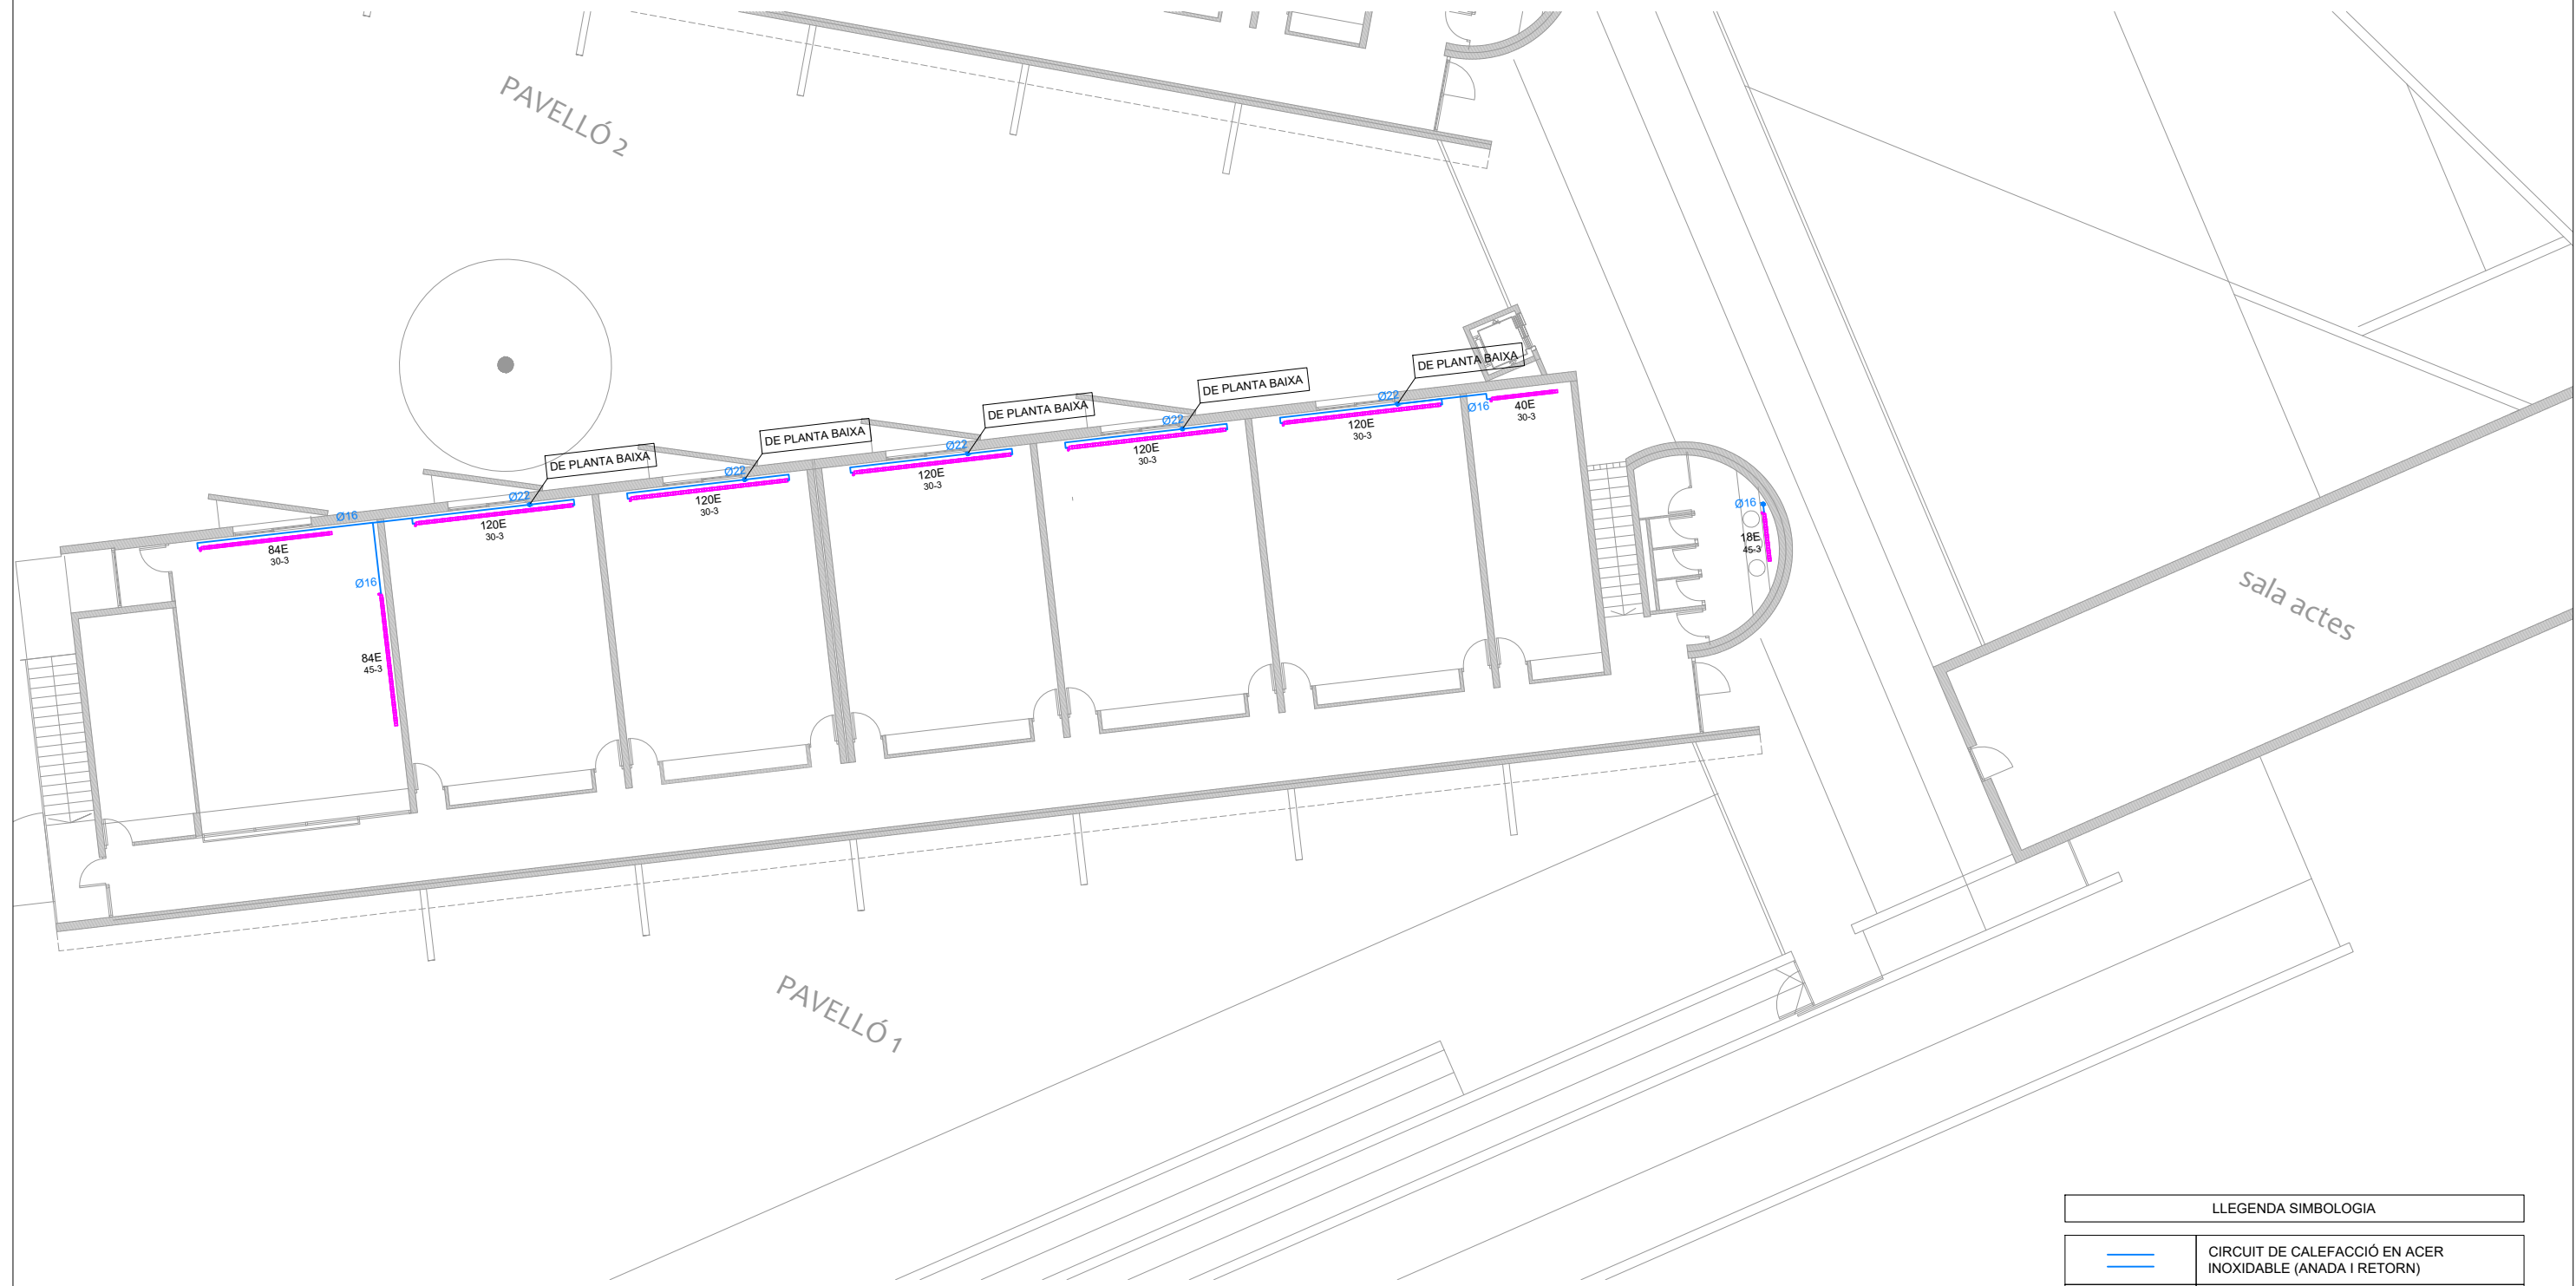 PAVELLÓ 2
DE PLANTA BAIXA
Ø22
Ø16
40E
30-3
120E
30-3
DE PLANTA BAIXA
Ø22
120E
30-3
DE PLANTA BAIXA
Ø22
120E
30-3
DE PLANTA BAIXA
Ø22
120E
30-3
DE PLANTA BAIXA
Ø22
120E
30-3
Ø16
84E
30-3
Ø16
84E
45-3
Ø16
18E
45-3
sala actes
PAVELLÓ 1
LLEGENDA SIMBOLOGIA
CIRCUIT DE CALEFACCIÓ EN ACER
INOXIDABLE (ANADA I RETORN)